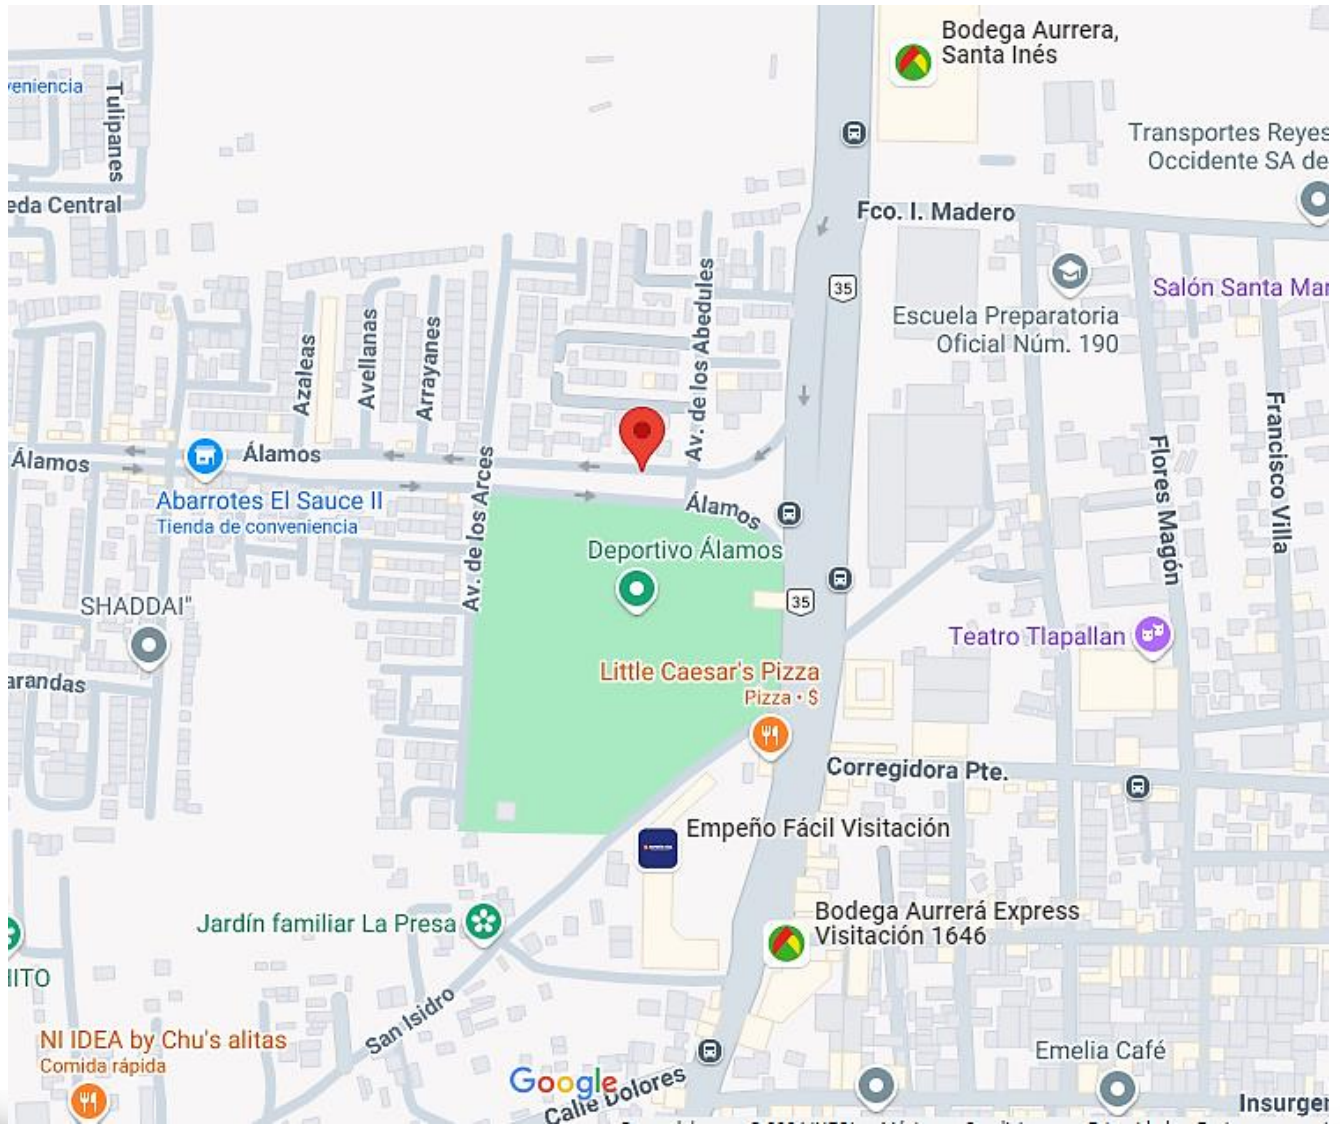 Bodega Aurrera,
Santa Inés
veniencia
Tulipanes
Transportes Reyes
Occidente SA de
eda Central
Fco. I. Madero
35
Salón Santa Mar
Escuela Preparatoria
Oficial Núm. 190
Av. de los Abedules
Azaleas
Avellanas
Arrayanes
Francisco Villa
Flores Magón
Álamos
Álamos
Av. de los Arces
Abarrotes El Sauce II
Tienda de conveniencia
Álamos
Deportivo Álamos
35
SHADDAI"
Teatro Tlapallan
arandas
Little Caesar's Pizza
Pizza • $
Corregidora Pte.
Empeño Fácil Visitación
Jardín familiar La Presa
Bodega Aurrerá Express
Visitación 1646
IITO
San Isidro
NI IDEA by Chu's alitas
Comida rápida
Emelia Café
Google
Calle Dolores
Insurger